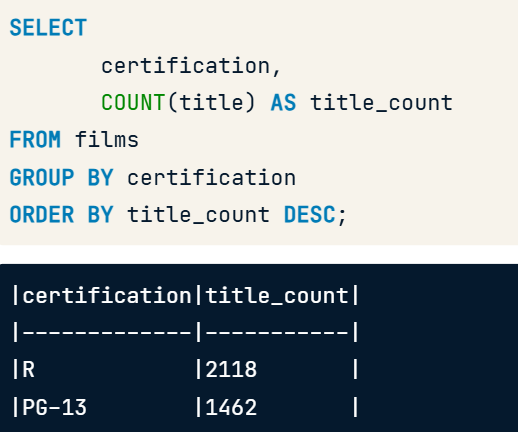 SELECT
       certification,
       COUNT(title) AS title_count
FROM films
GROUP BY certification
ORDER BY title_count DESC;
|certification|title_count|
|-------------|-----------|
|R            |2118       |
|PG-13        |1462       |